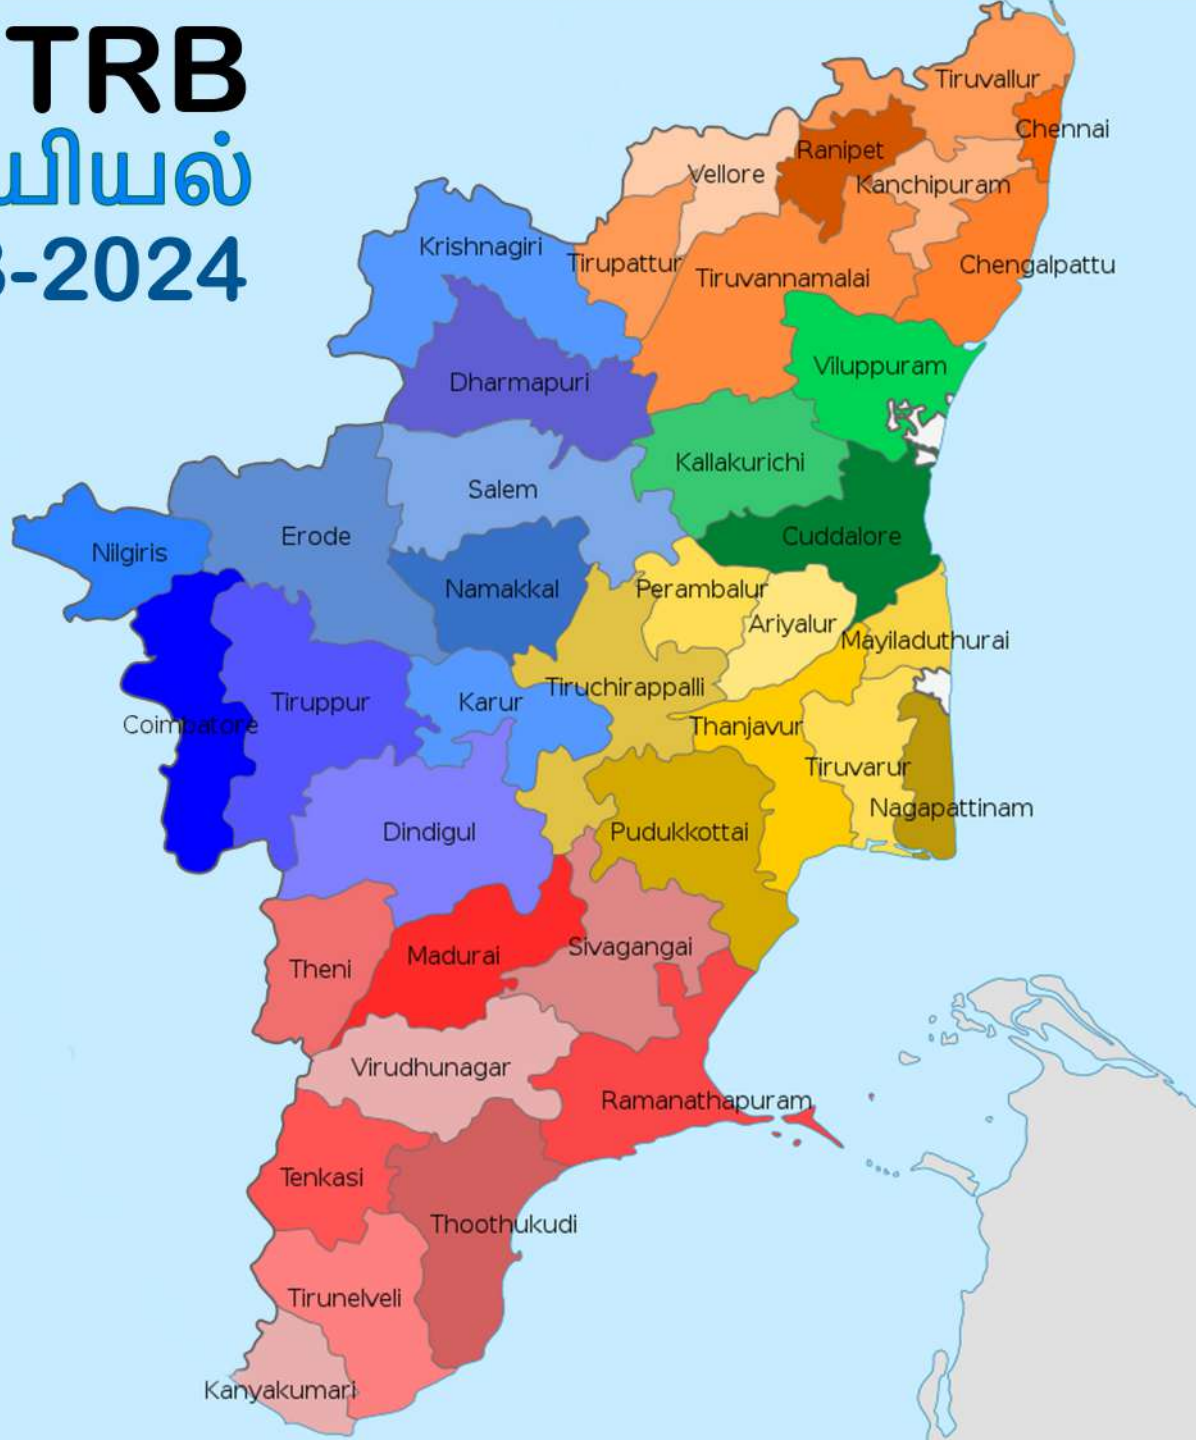 TRB
யியல்
-2024
Tiruvallur
Chennai
Ranipet
Vellore
Kanchipuram
Krishnagiri
Tirupattur
Tiruvannamalai
Chengalpattu
Viluppuram
Dharmapuri
Kallakurichi
Salem
Erode
Cuddalore
Nilgiris
Namakkal
Perambalur
Ariyalur
Mayiladuthurai
Tiruchirappalli
Karur
Tiruppur
Coimbatore
Thanjavur
Tiruvarur
Nagapattinam
Dindigul
Pudukkottai
Sivagangai
Madurai
Theni
Virudhunagar
Ramanathapuram
Tenkasi
Thoothukudi
Tirunelveli
Kanyakumari